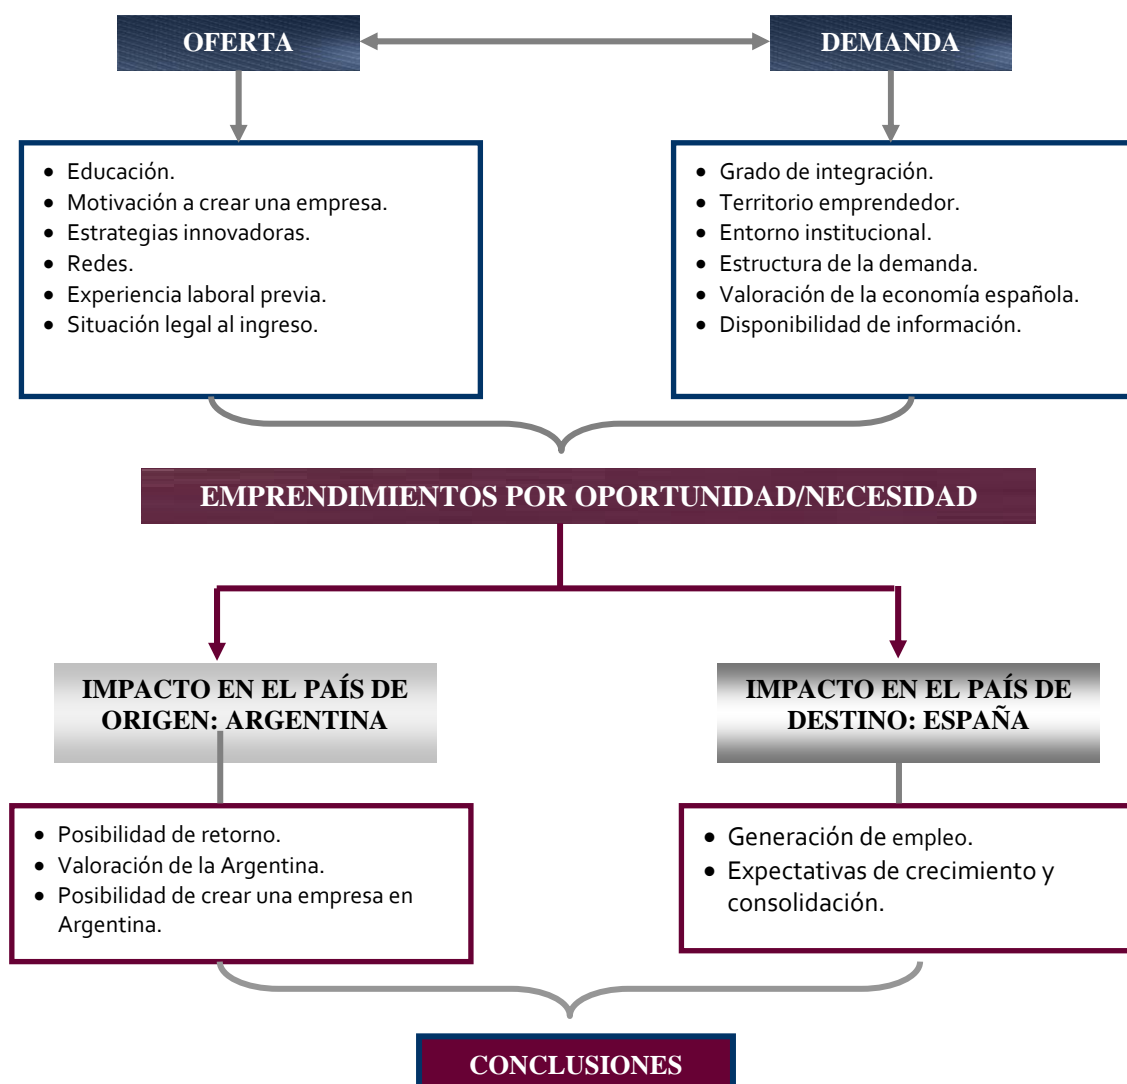 OFERTA
DEMANDA
• Educación.
• Motivación a crear una empresa.
• Estrategias innovadoras.
• Redes.
• Experiencia laboral previa.
• Situación legal al ingreso.
• Grado de integración.
• Territorio emprendedor.
• Entorno institucional.
• Estructura de la demanda.
• Valoración de la economía española.
• Disponibilidad de información.
EMPRENDIMIENTOS POR OPORTUNIDAD/NECESIDAD
IMPACTO EN EL PAÍS DE
ORIGEN: ARGENTINA
IMPACTO EN EL PAÍS DE
DESTINO: ESPAÑA
• Posibilidad de retorno.
• Valoración de la Argentina.
• Posibilidad de crear una empresa en
Argentina.
• Generación de empleo.
• Expectativas de crecimiento y
consolidación.
CONCLUSIONES